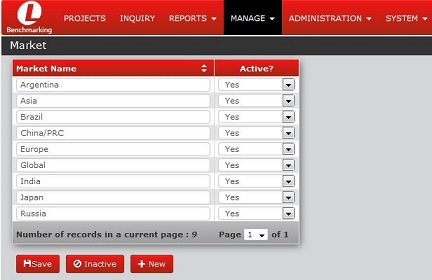 L
Benchmarking PROJECTS INQUIRY REPORTS MANAGE ADMINISTRATION SYSTEM
Market
Market Name Active?
Argentina Yes
Asia Yes
Brazil Yes
China/PRC Yes
Europe Yes
Global Yes
India Yes
Japan Yes
Russia Yes
Number of records in a current page : 9 Page 1 of 1
Save Inactive New